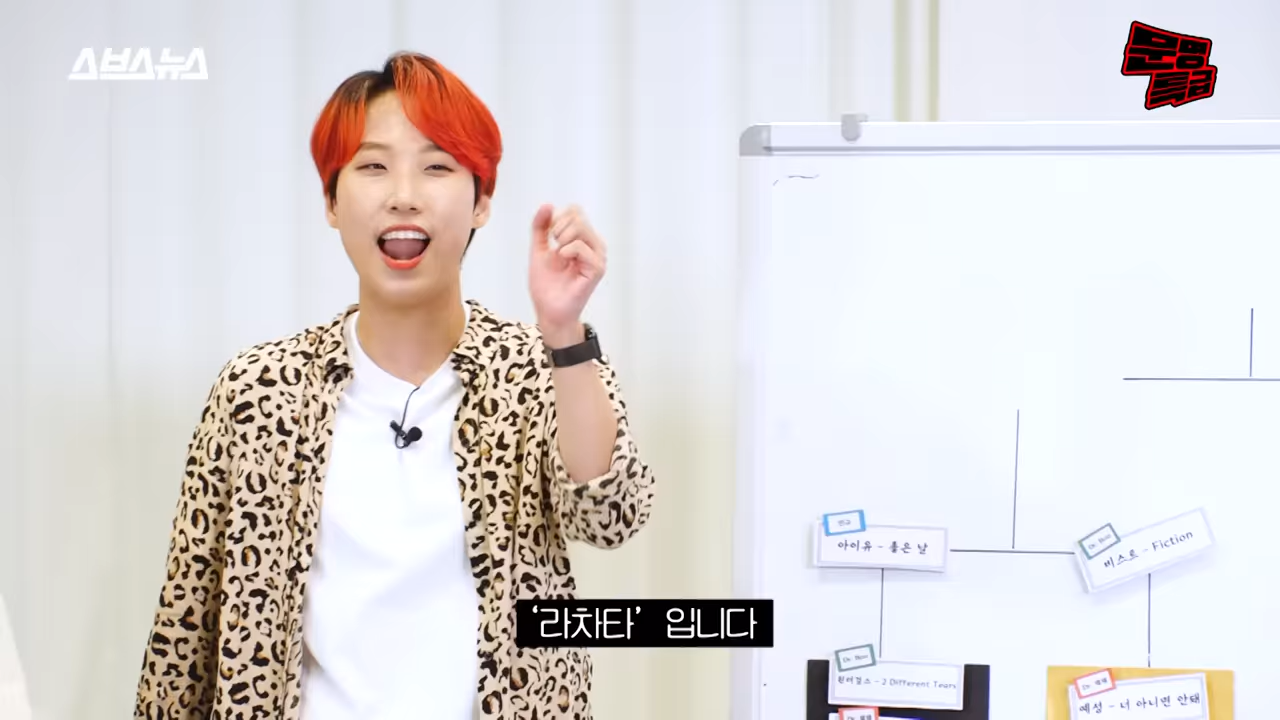 스브스뉴스
문명
특급
아이유 - 좋은 날
비스트 - Fiction
'라차타' 입니다
원더걸스 - 2 Different Tears
예성 - 너 아니면 안돼